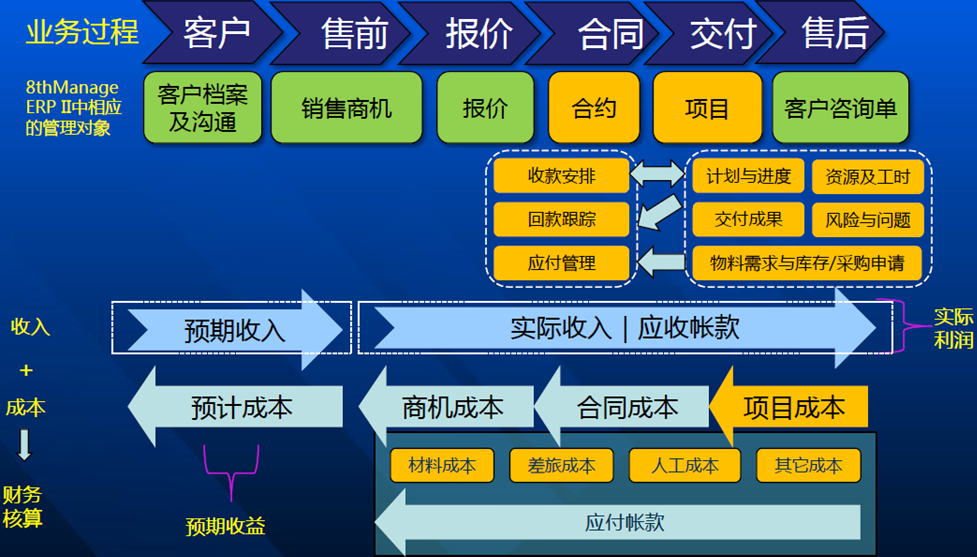 业务过程
客户
售前
报价
合同
交付
售后
8thManage
ERP II中相应
的管理对象
客户档案
及沟通
销售商机
报价
合约
项目
客户咨询单
收款安排
计划与进度
资源及工时
回款跟踪
交付成果
风险与问题
应付管理
物料需求与库存/采购申请
收入
预期收入
实际收入 | 应收帐款
实际
利润
+
成本
预计成本
商机成本
合同成本
项目成本
材料成本
差旅成本
人工成本
其它成本
财务
核算
预期收益
应付帐款